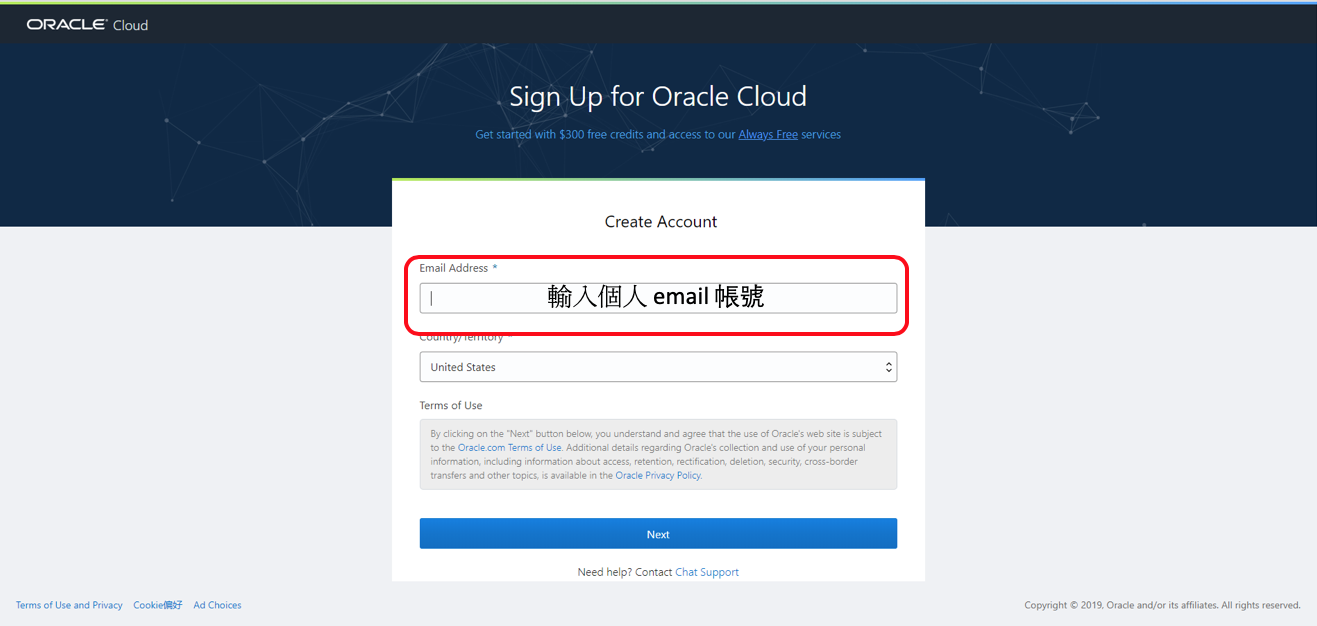 ORACLE Cloud
Sign Up for Oracle Cloud
Get started with $300 free credits and access to our Always Free services
Create Account
Email Address *
輸入個人 email 帳號
Country/Territory *
United States
Terms of Use
By clicking on the "Next" button below, you understand and agree that the use of Oracle's web site is subject
to the Oracle.com Terms of Use. Additional details regarding Oracle's collection and use of your personal
information, including information about access, retention, rectification, deletion, security, cross-border
transfers and other topics, is available in the Oracle Privacy Policy.
Next
Need help? Contact Chat Support
Terms of Use and Privacy Cookie偏好 Ad Choices
Copyright © 2019, Oracle and/or its affiliates. All rights reserved.